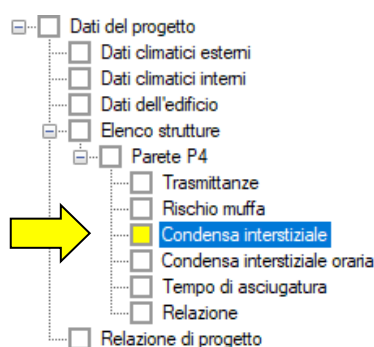 Dati del progetto
Dati climatici esterni
Dati climatici interni
Dati dell'edificio
Elenco strutture
Parete P4
Trasmittanze
Rischio muffa
Condensa interstiziale
Condensa interstiziale oraria
Tempo di asciugatura
Relazione
Relazione di progetto